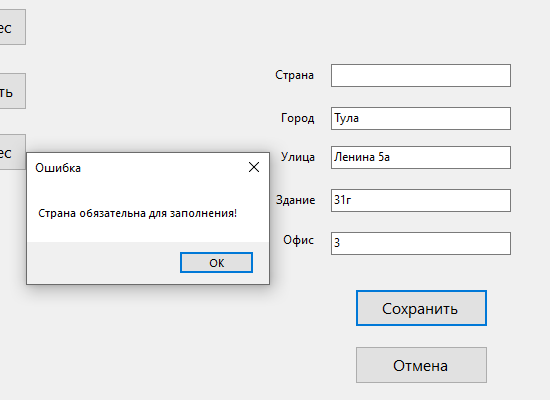 ес
ть
ес
Ошибка
Страна обязательна для заполнения!
OK
Страна
Город Тула
Улица Ленина 5а
Здание 31г
Офис 3
Сохранить
Отмена